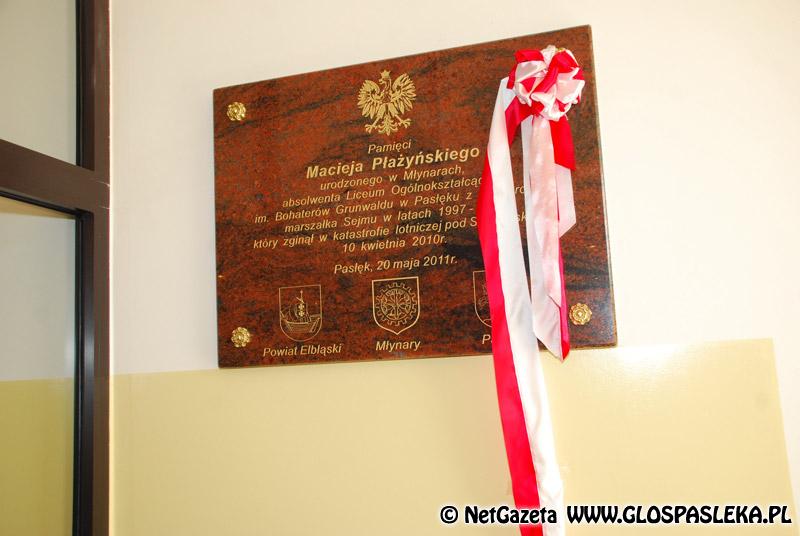 Pamięci
Macieja Płażyńskiego
urodzonego w Młynarach,
absolwenta Liceum
im. Bohaterów Grunwaldu w Pasłęku z
marszałka Sejmu w latach 1997-
który zginął w katastrofie lotniczej pod
10 kwietnia 2010r.
Pasłęk, 20 maja 2011r.
Powiat Elbląski
Młynary
© NetGazeta WWW.GLOSPASLEKA.PL